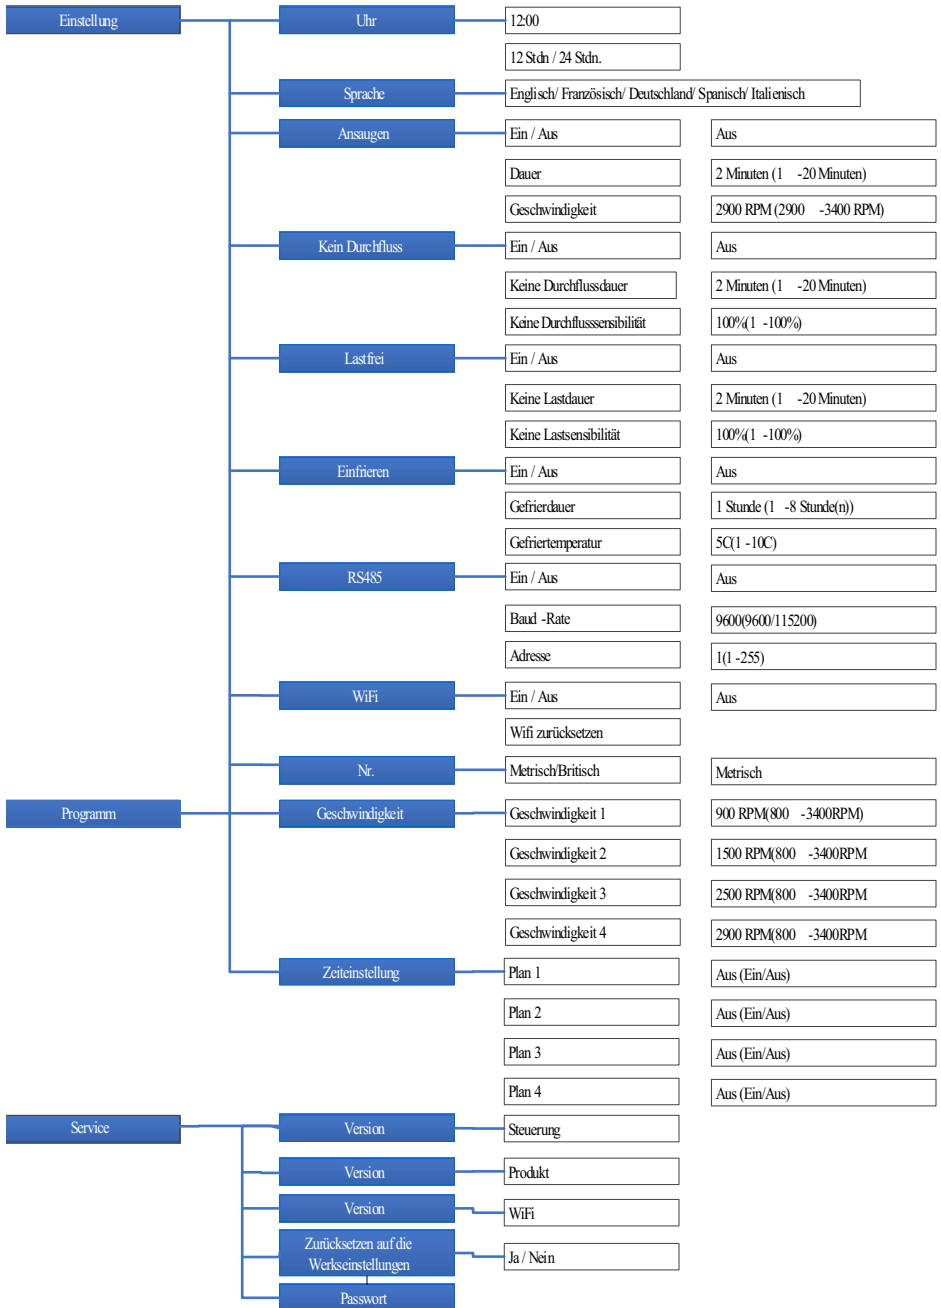 Einstellung Uhr 12:00
12 Stdn / 24 Stdn.
Sprache Englisch/ Französisch/ Deutschland/ Spanisch/ Italienisch
Ansaugen Ein / Aus Aus
Dauer 2 Minuten (1 -20 Minuten)
Geschwindigkeit 2900 RPM (2900 -3400 RPM)
Kein Durchfluss Ein / Aus Aus
Keine Durchflussdauer 2 Minuten (1 -20 Minuten)
Keine Durchflusssensibilität 100%(1 -100%)
Lastfrei Ein / Aus Aus
Keine Lastdauer 2 Minuten (1 -20 Minuten)
Keine Lastsensibilität 100%(1 -100%)
Einfrieren Ein / Aus Aus
Gefrierdauer 1 Stunde (1 -8 Stunde(n))
Gefriertemperatur 5C(1 -10C)
RS485 Ein / Aus Aus
Baud -Rate 9600(9600/115200)
Adresse 1(1 -255)
WiFi Ein / Aus Aus
Wifi zurücksetzen
Nr. Metrisch/Britisch Metrisch
Programm Geschwindigkeit Geschwindigkeit 1 900 RPM(800 -3400RPM)
Geschwindigkeit 2 1500 RPM(800 -3400RPM
Geschwindigkeit 3 2500 RPM(800 -3400RPM
Geschwindigkeit 4 2900 RPM(800 -3400RPM
Zeiteinstellung Plan 1 Aus (Ein/Aus)
Plan 2 Aus (Ein/Aus)
Plan 3 Aus (Ein/Aus)
Plan 4 Aus (Ein/Aus)
Service Version Steuerung
Version Produkt
Version WiFi
Zurücksetzen auf die
Werkseinstellungen Ja / Nein
Passwort